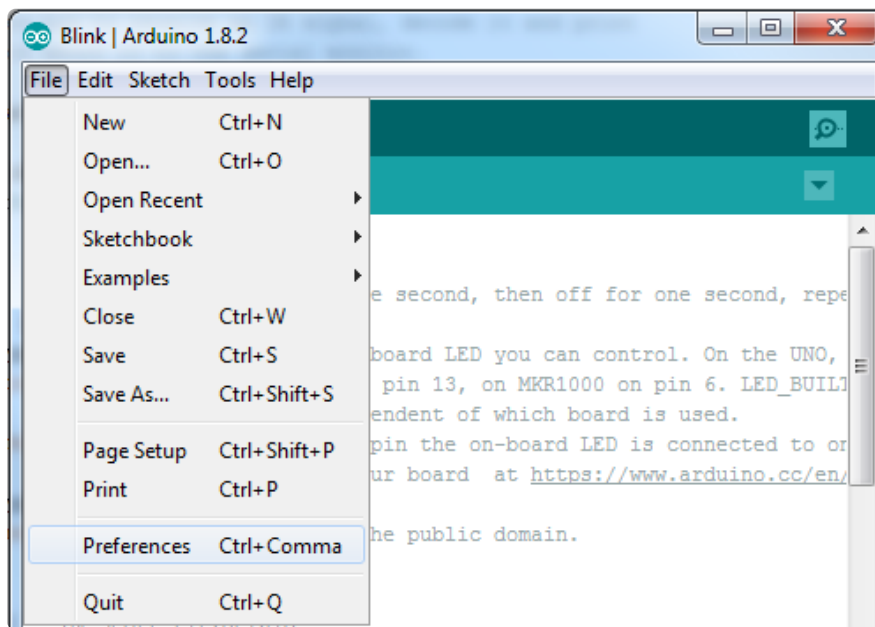 Blink | Arduino 1.8.2
File Edit Sketch Tools Help
New Ctrl+N
Open... Ctrl+O
Open Recent
Sketchbook
Examples
Close Ctrl+W
Save Ctrl+S
Save As... Ctrl+Shift+S
Page Setup Ctrl+Shift+P
Print Ctrl+P
Preferences Ctrl+Comma
Quit Ctrl+Q
e second, then off for one second, repe
board LED you can control. On the UNO,
pin 13, on MKR1000 on pin 6. LED_BUILT
endent of which board is used.
pin the on-board LED is connected to on
ur board at https://www.arduino.cc/en/
he public domain.